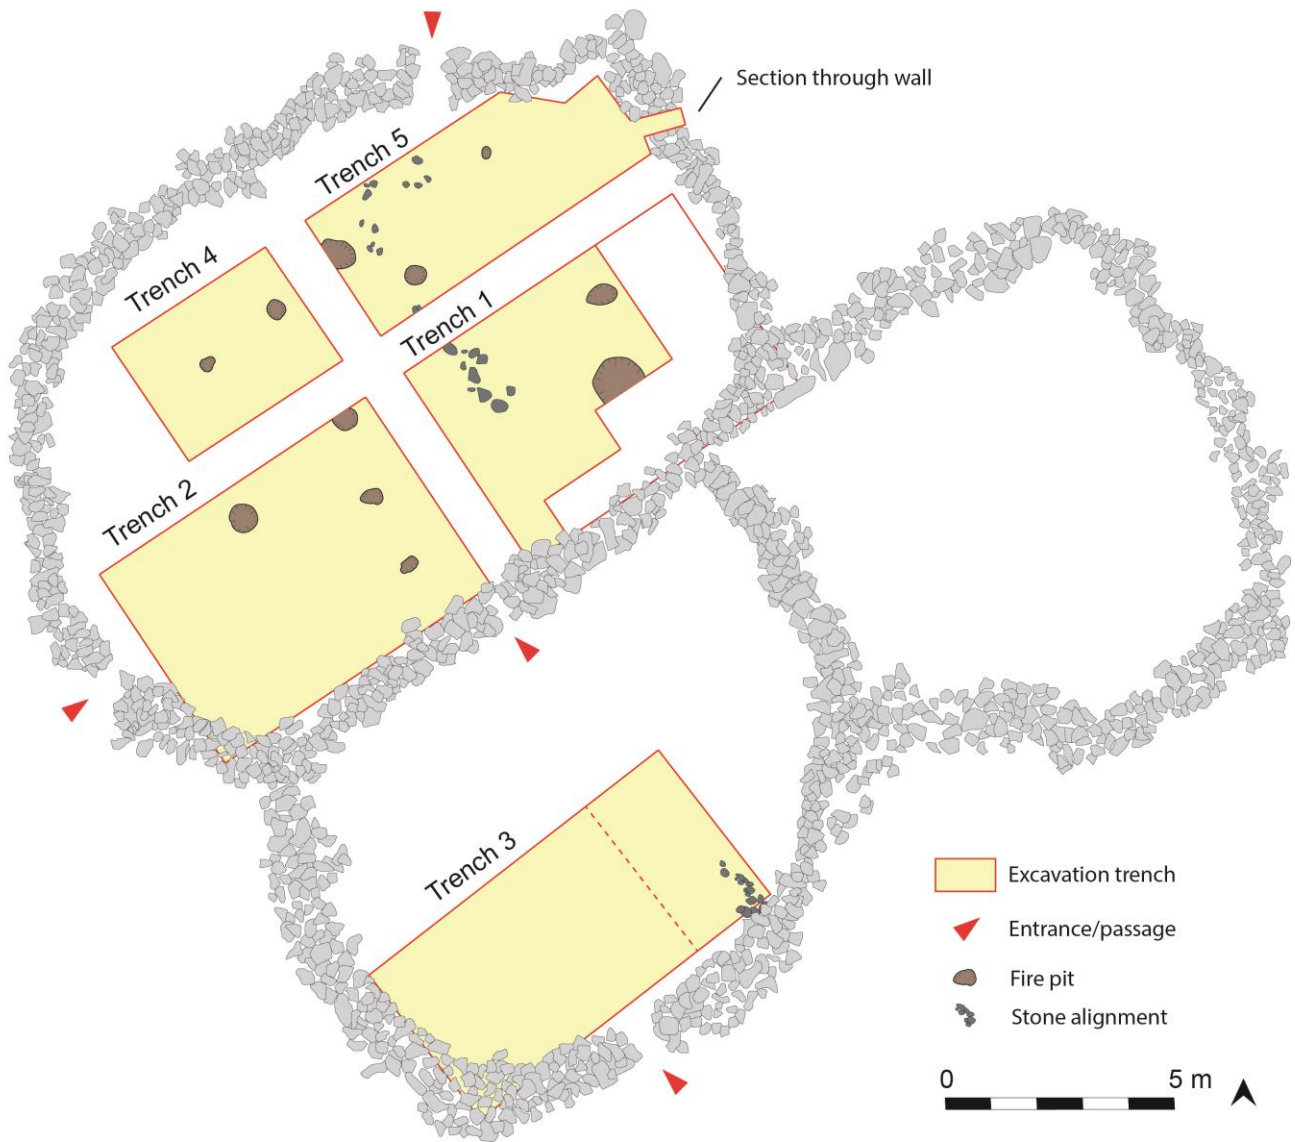 Section through wall
Trench 5
Trench 4
Trench 1
Trench 2
Trench 3
Excavation trench
Entrance/passage
Fire pit
Stone alignment
0 5 m